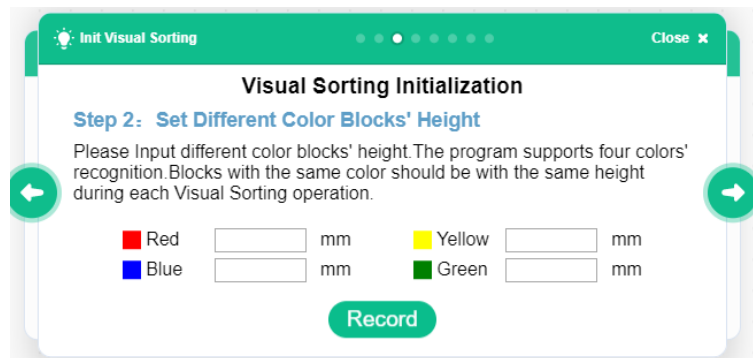 Init Visual Sorting
Close ×
Visual Sorting Initialization
Step 2：Set Different Color Blocks' Height
Please Input different color blocks' height.The program supports four colors'
recognition.Blocks with the same color should be with the same height
during each Visual Sorting operation.
Red mm Yellow mm
Blue mm Green mm
Record